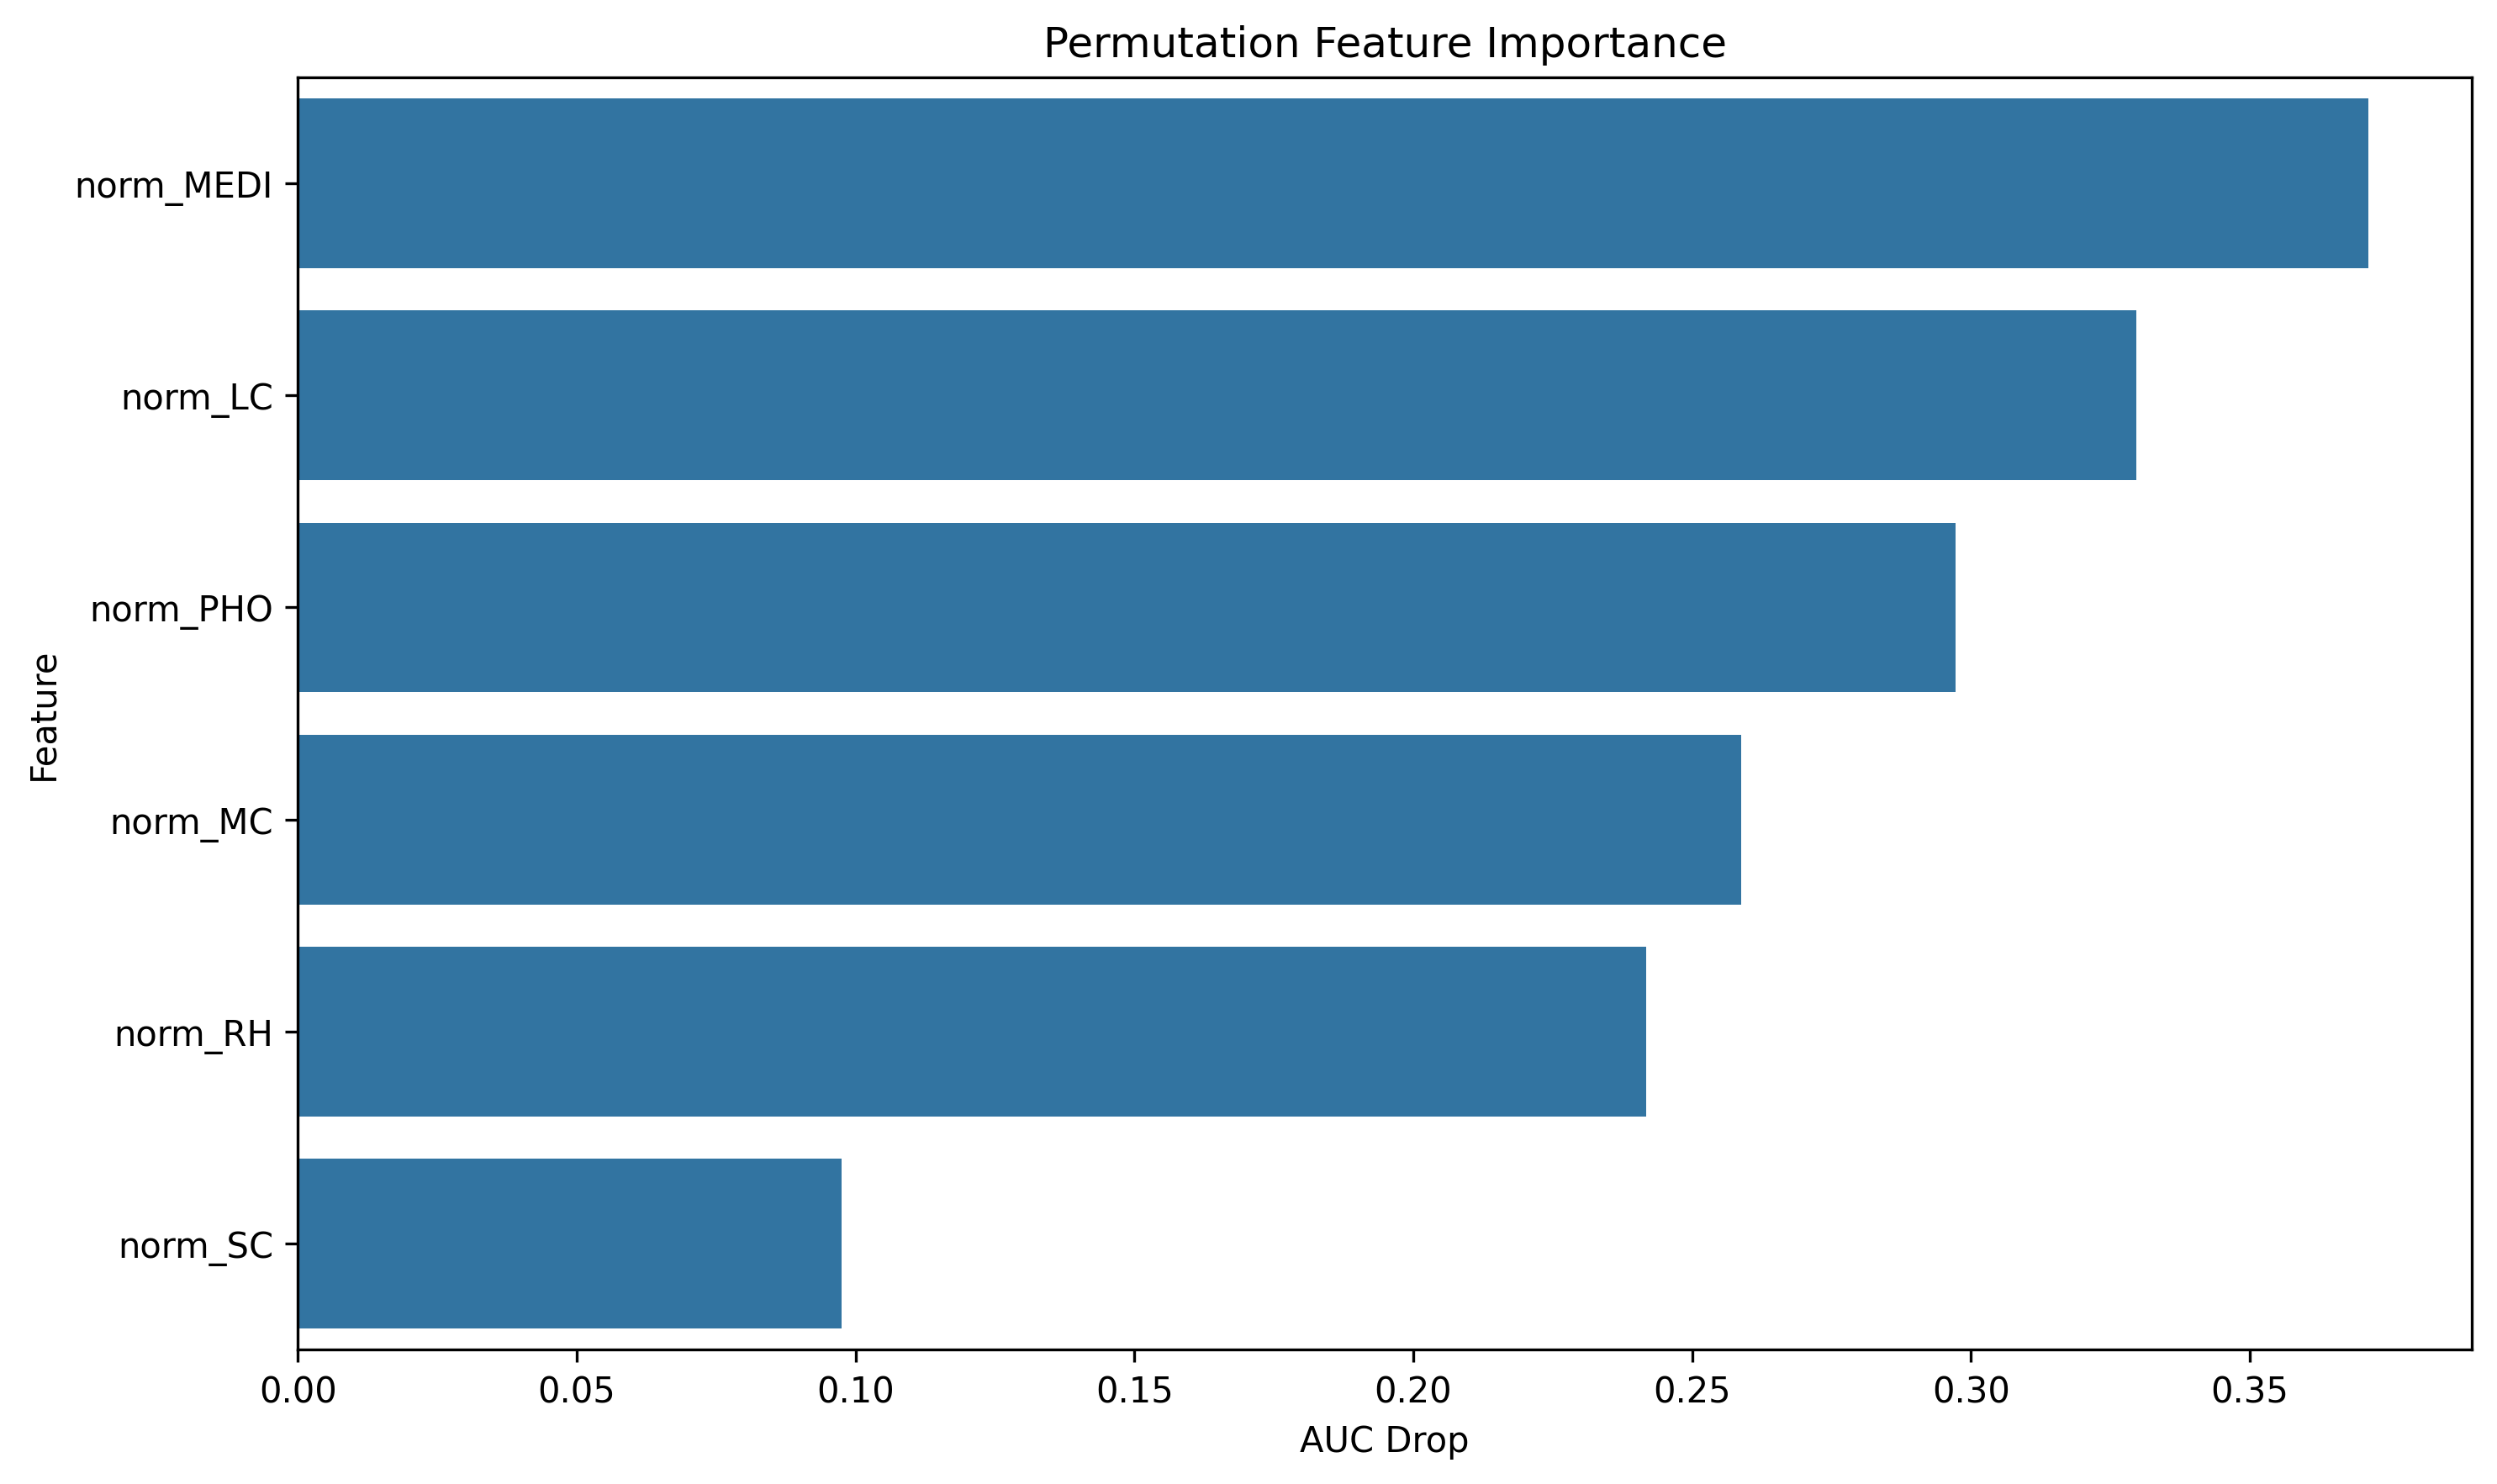 Permutation Feature Importance
norm_MEDI
norm_LC
norm_PHO
norm_MC
norm_RH
norm_SC
Feature
0.00 0.05 0.10 0.15 0.20 0.25 0.30 0.35
AUC Drop